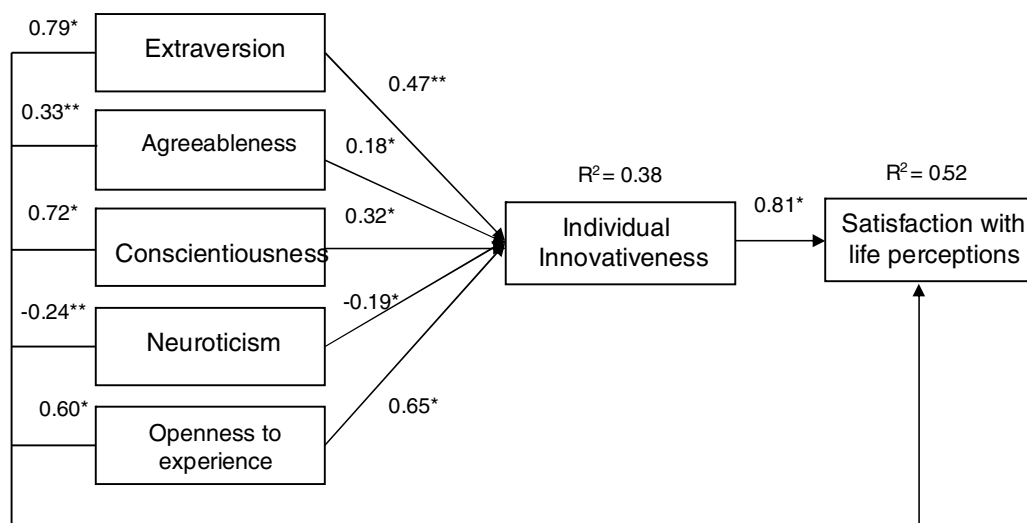 0.79*
Extraversion
0.47**
0.33**
Agreeableness
0.18*
R² = 0.38
R² = 0.52
0.72*
Conscientiousness
0.32*
Individual
Innovativeness
0.81*
Satisfaction with
life perceptions
-0.24**
Neuroticism
-0.19*
0.60*
Openness to
experience
0.65*